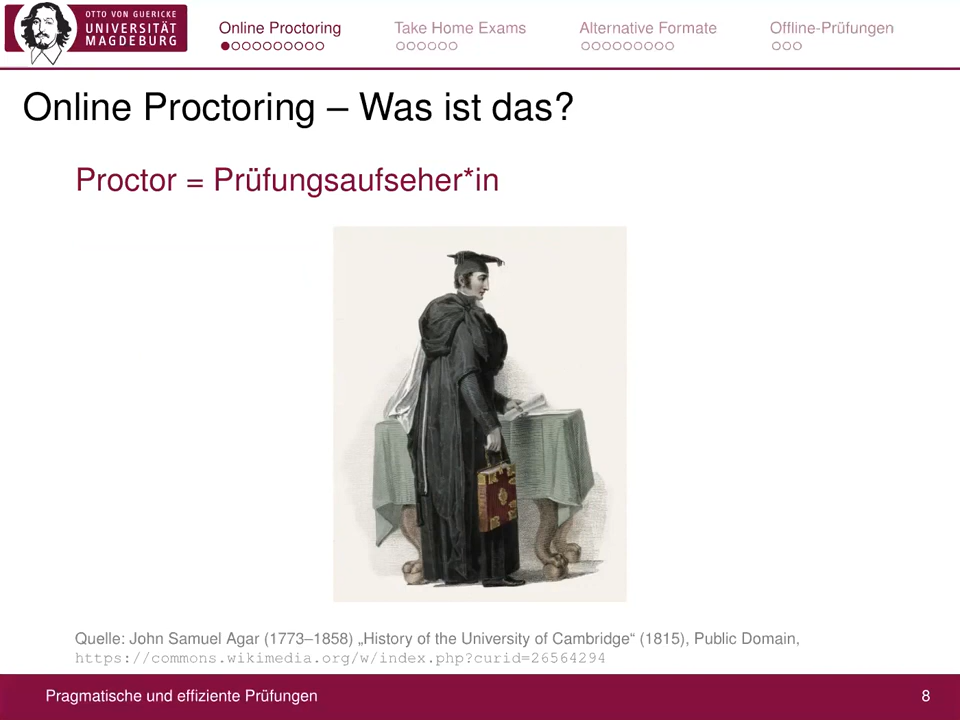 OTTO VON GUERICKE
UNIVERSITÄT
MAGDEBURG
Online Proctoring
Take Home Exams
Alternative Formate
Offline-Prüfungen
Online Proctoring – Was ist das?
Proctor = Prüfungsaufseher*in
Quelle: John Samuel Agar (1773–1858) „History of the University of Cambridge“ (1815), Public Domain,
https://commons.wikimedia.org/w/index.php?curid=26564294
Pragmatische und effiziente Prüfungen
8